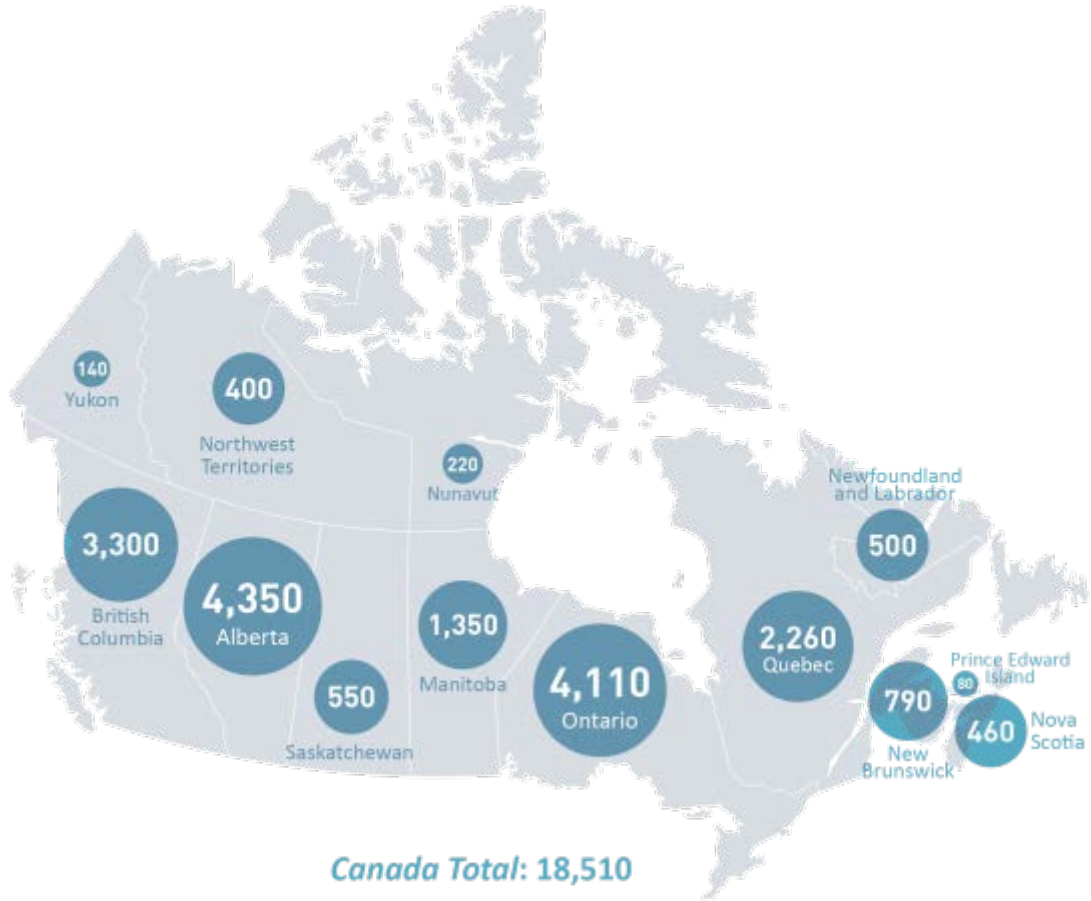 140
Yukon
400
Northwest
Territories
220
Nunavut
Newfoundland
and Labrador
500
3,300
British
Columbia
4,350
Alberta
550
Saskatchewan
1,350
Manitoba
4,110
Ontario
2,260
Quebec
Prince Edward
Island
80
790
New
Brunswick
460
Nova
Scotia
Canada Total: 18,510